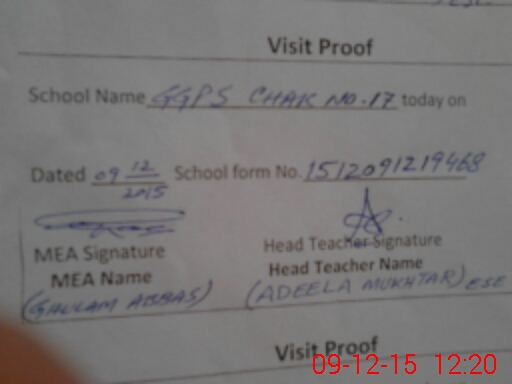 Visit Proof
School Name GGPS CHAK NO.17 today on
Dated 09 12 2015 School form No. 1512091219468
MEA Signature Head Teacher Signature
MEA Name Head Teacher Name
(GHULAM ABBAS) (ADEELA MUKHTAR) ESE
Visit Proof
09-12-15 12:20